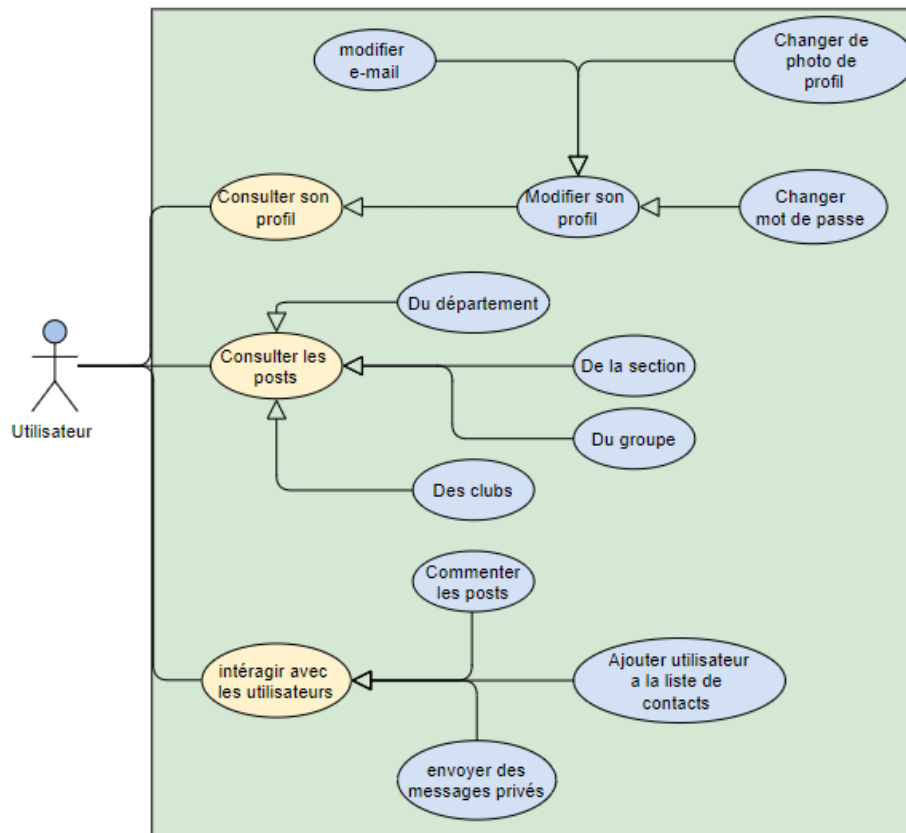 modifier
e-mail
Changer de
photo de
profil
Consulter son
profil
Modifier son
profil
Changer
mot de passe
Du département
Consulter les
posts
De la section
Utilisateur
Du groupe
Des clubs
Commenter
les posts
intéragir avec
les utilisateurs
Ajouter utilisateur
a la liste de
contacts
envoyer des
messages privés